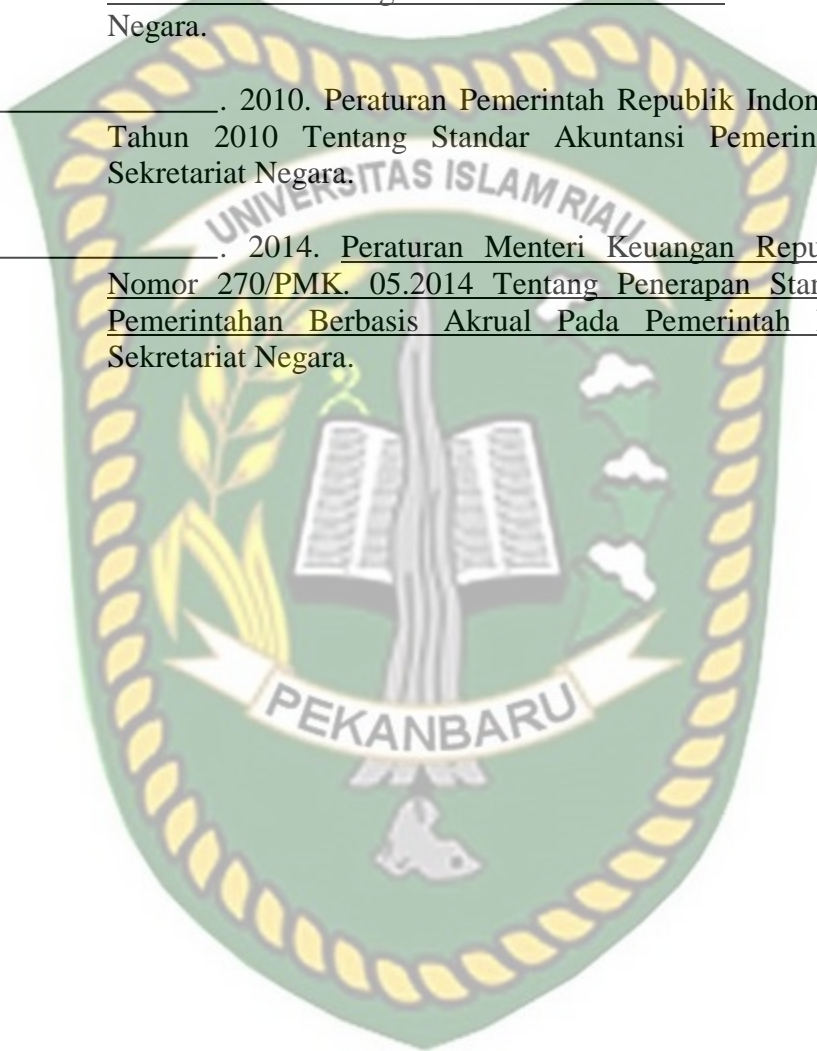 Negara.
. 2010. Peraturan Pemerintah Republik Indon
Tahun 2010 Tentang Standar Akuntansi Pemerin
Sekretariat Negara.
UNIVERSITAS ISLAM RIAU
. 2014. Peraturan Menteri Keuangan Repu
Nomor 270/PMK. 05.2014 Tentang Penerapan Stan
Pemerintahan Berbasis Akrual Pada Pemerintah
Sekretariat Negara.
PEKANBARU